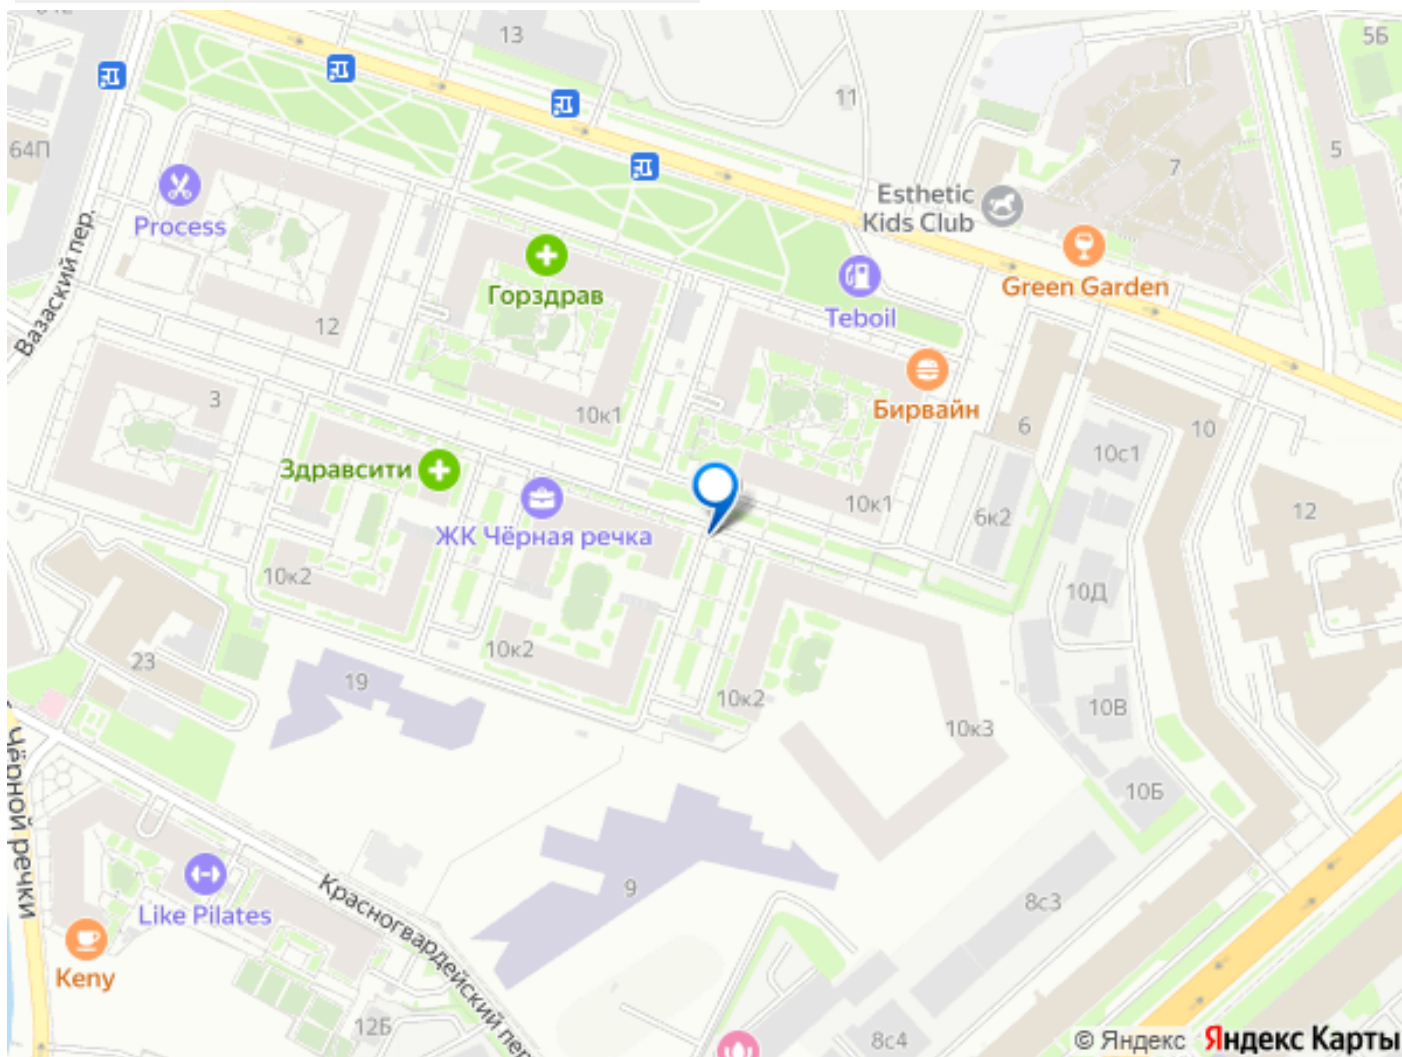 13
5Б
11
64П
5
7
Esthetic
Kids Club
Process
Green Garden
Горздрав
Teboil
Вазаский пер.
12
3
10к1
Бирвайн
6
10
10с1
Здравсити
ЖК Чёрная речка
10к1
6к2
12
10к2
10Д
10к2
23
19
10к2
10В
10к3
10Б
Чёрной речки
9
Like Pilates
Красногвардейский пер.
8с3
Keny
12Б
8с4
© Яндекс Яндекс Карты